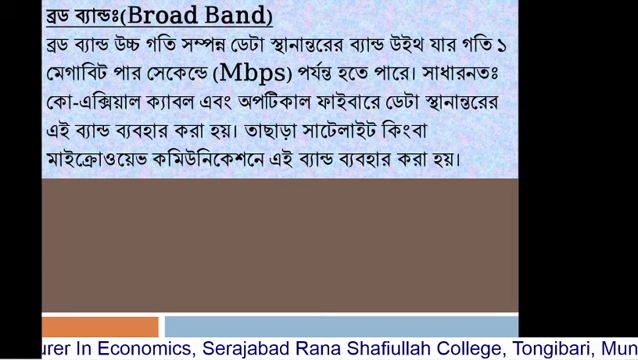 ব্রড ব্যান্ডঃ(Broad Band)
ব্রড ব্যান্ড উচ্চ গতি সম্পন্ন ডেটা স্থানান্তরের ব্যান্ড উইথ যার গতি ১
মেগাবিট পার সেকেন্ডে (Mbps) পর্যন্ত হতে পারে। সাধারনতঃ
কো-এক্সিয়াল ক্যাবল এবং অপটিকাল ফাইবারে ডেটা স্থানান্তরের
এই ব্যান্ড ব্যবহার করা হয়। তাছাড়া সাটেলাইট কিংবা
মাইক্রোওয়েভ কমিউনিকেশনে এই ব্যান্ড ব্যবহার করা হয়।
In Economics, Serajabad Rana Shafiullah College, Tongibari,